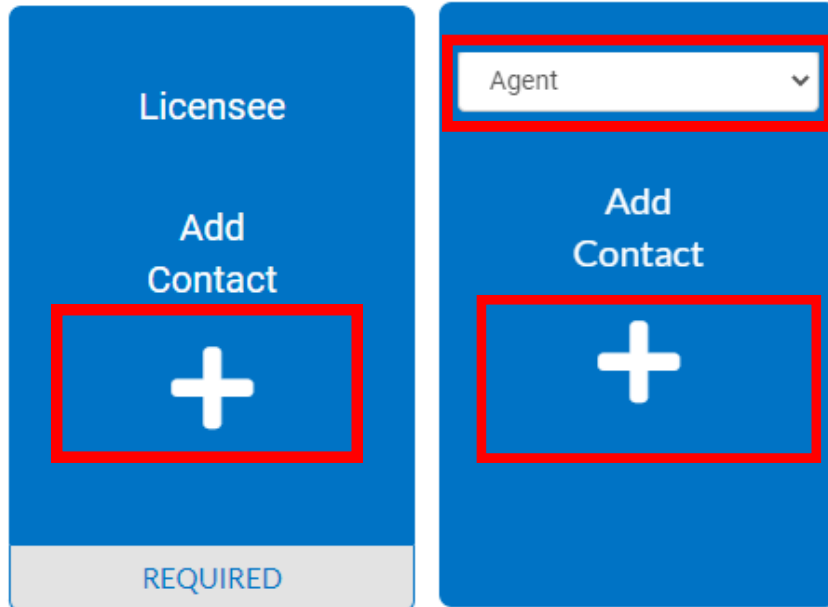 Licensee
Add
Contact
REQUIRED
Agent
Add
Contact